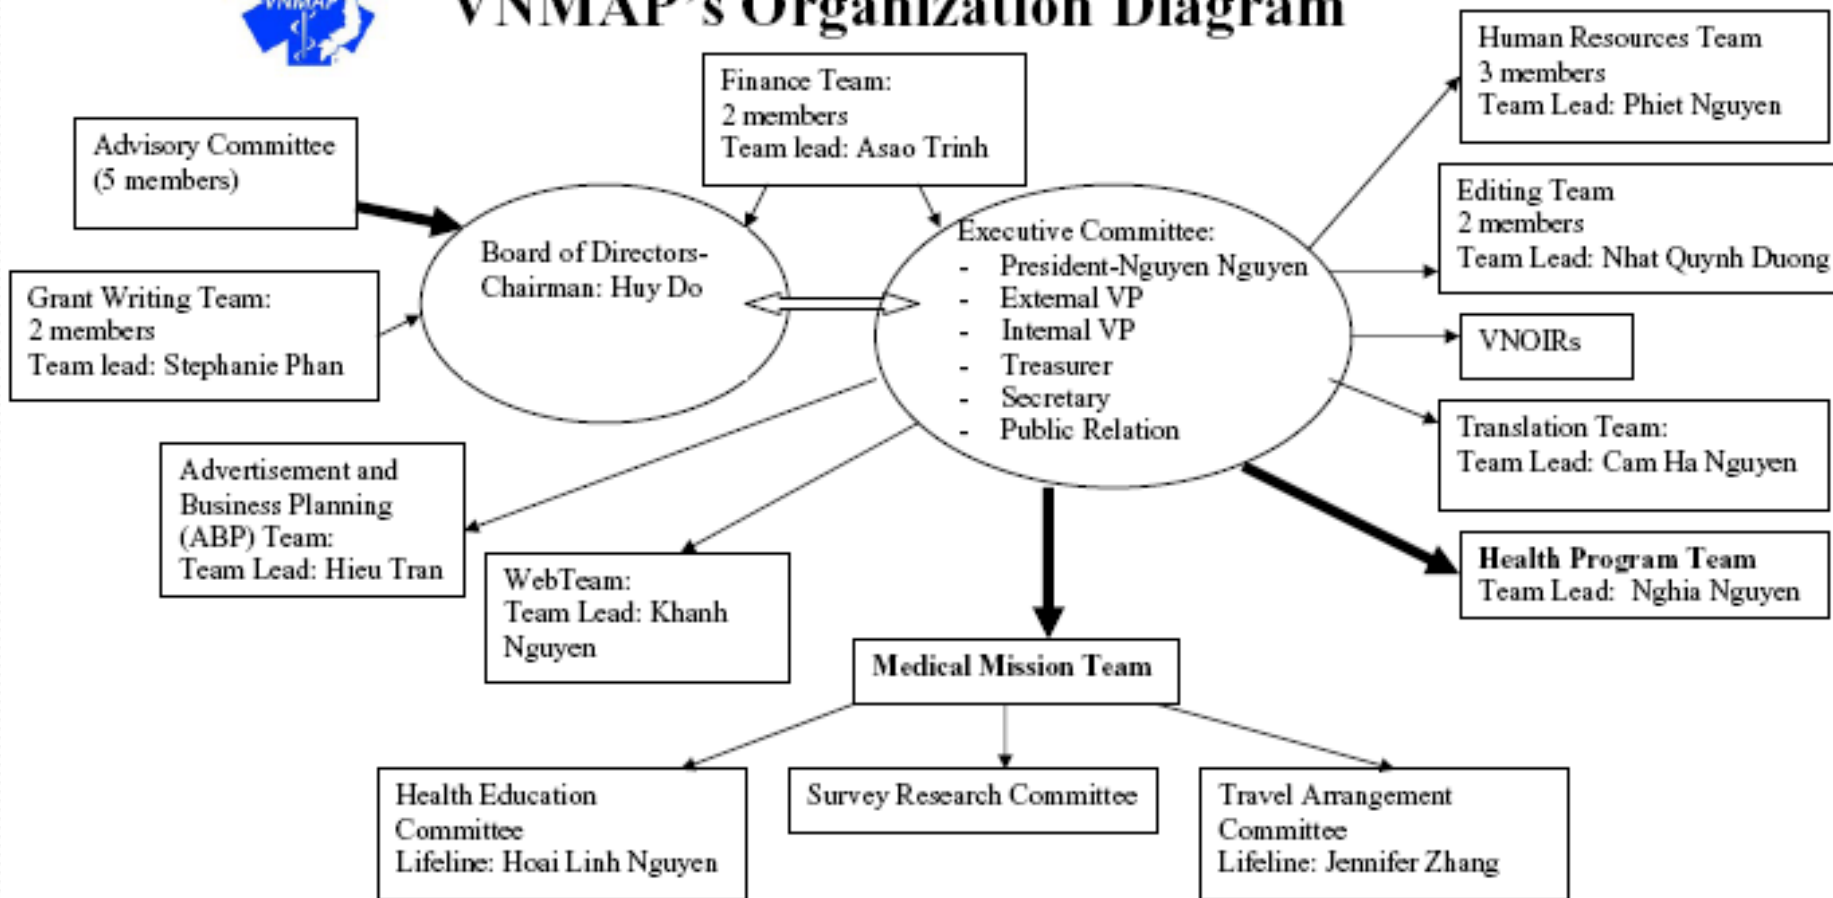 VNMAP
VNMAP's Organization Diagram
Finance Team:
2 members
Team lead: Asao Trinh
Human Resources Team
3 members
Team Lead: Phiet Nguyen
Advisory Committee
(5 members)
Editing Team
2 members
Team Lead: Nhat Quynh Duong
Board of Directors-
Chairman: Huy Do
Executive Committee:
- President-Nguyen Nguyen
- External VP
- Internal VP
- Treasurer
- Secretary
- Public Relation
Grant Writing Team:
2 members
Team lead: Stephanie Phan
VNOIRs
Translation Team:
Team Lead: Cam Ha Nguyen
Advertisement and
Business Planning
(ABP) Team:
Team Lead: Hieu Tran
WebTeam:
Team Lead: Khanh
Nguyen
Health Program Team
Team Lead: Nghia Nguyen
Medical Mission Team
Health Education
Committee
Lifeline: Hoai Linh Nguyen
Survey Research Committee
Travel Arrangement
Committee
Lifeline: Jennifer Zhang